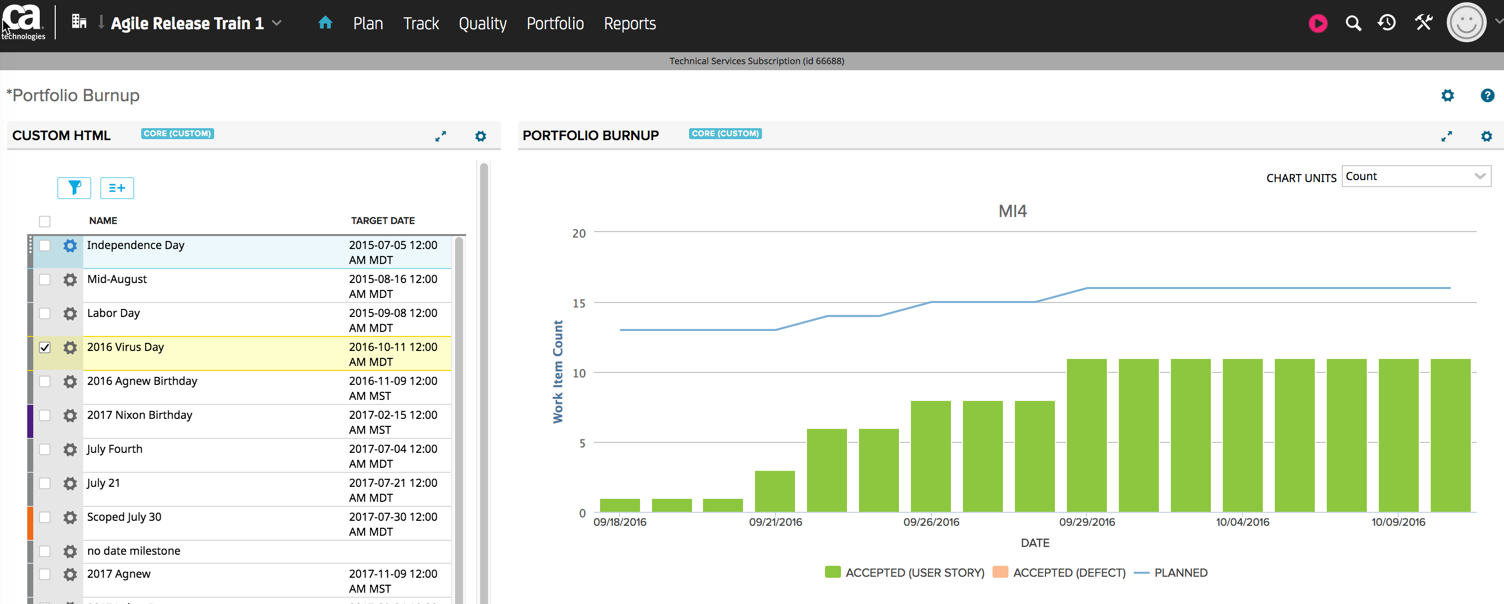 ca
technologies
Agile Release Train 1
Plan
Track
Quality
Portfolio
Reports
Technical Services Subscription (id 66688)
*Portfolio Burnup
?
CUSTOM HTML
CORE (CUSTOM)
NAME
TARGET DATE
Independence Day
2015-07-05 12:00
AM MDT
Mid-August
2015-08-16 12:00
AM MDT
Labor Day
2015-09-08 12:00
AM MDT
2016 Virus Day
2016-10-11 12:00
AM MDT
2016 Agnew Birthday
2016-11-09 12:00
AM MST
2017 Nixon Birthday
2017-02-15 12:00
AM MST
July Fourth
2017-07-04 12:00
AM MDT
July 21
2017-07-21 12:00
AM MDT
Scoped July 30
2017-07-30 12:00
AM MDT
no date milestone
2017 Agnew
2017-11-09 12:00
AM MST
PORTFOLIO BURNUP
CORE (CUSTOM)
CHART UNITS
Count
MI4
Work Item Count
20
15
10
5
0
09/18/2016
09/21/2016
09/26/2016
09/29/2016
10/04/2016
10/09/2016
DATE
ACCEPTED (USER STORY)
ACCEPTED (DEFECT)
PLANNED